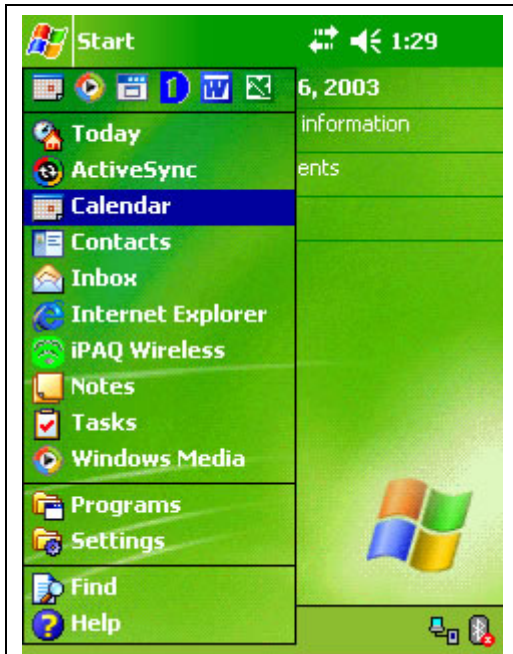 Start 1:29
6, 2003
Today
information
ActiveSync
ents
Calendar
Contacts
Inbox
Internet Explorer
iPAQ Wireless
Notes
Tasks
Windows Media
Programs
Settings
Find
Help